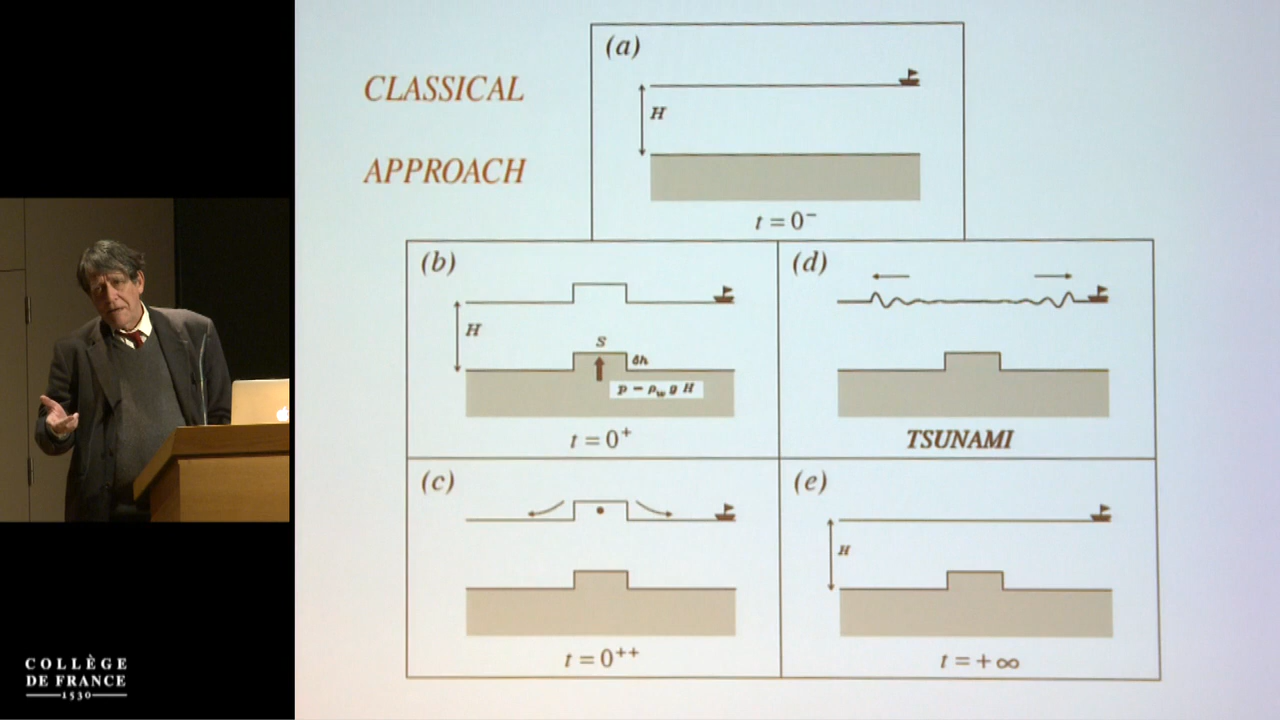 CLASSICAL
APPROACH
(a)
H
t = 0⁻
(b)
H
S
δh
p = ρw g H
t = 0⁺
(d)
TSUNAMI
(c)
t = 0⁺⁺
(e)
H
t = +∞
COLLÈGE
DE FRANCE
1530